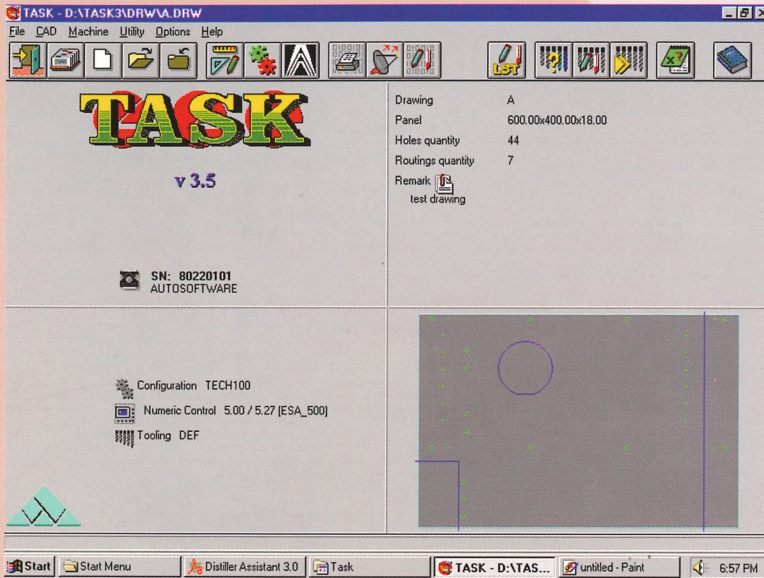 TASK - D:\TASK3\DRW\A.DRW
File CAD Machine Utility Options Help
LST
TASK
v 3.5
SN: 80220101
AUTOSOFTWARE
Drawing A
Panel 600.00x400.00x18.00
Holes quantity 44
Routings quantity 7
Remark
test drawing
Configuration TECH100
Numeric Control 5.00 / 5.27 [ESA_500]
Tooling DEF
Start Start Menu Distiller Assistant 3.0 Task TASK - D:\TAS... untitled - Paint 6:57 PM